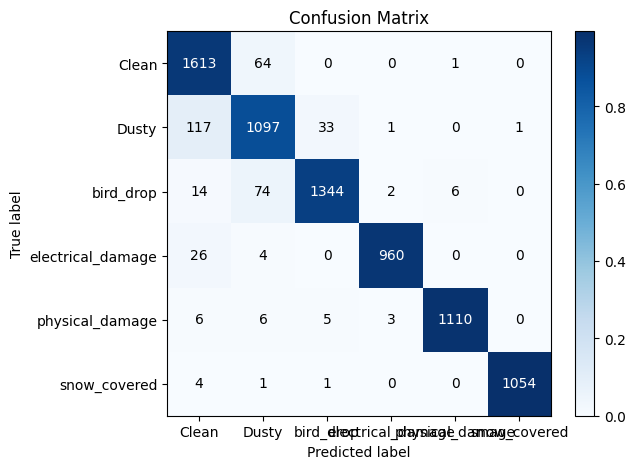 Confusion Matrix
True label
Clean 1613 64 0 0 1 0
Dusty 117 1097 33 1 0 1
bird_drop 14 74 1344 2 6 0
electrical_damage 26 4 0 960 0 0
physical_damage 6 6 5 3 1110 0
snow_covered 4 1 1 0 0 1054
Clean Dusty bird_drop electrical_damage physical_damage snow_covered
Predicted label
0.8
0.6
0.4
0.2
0.0